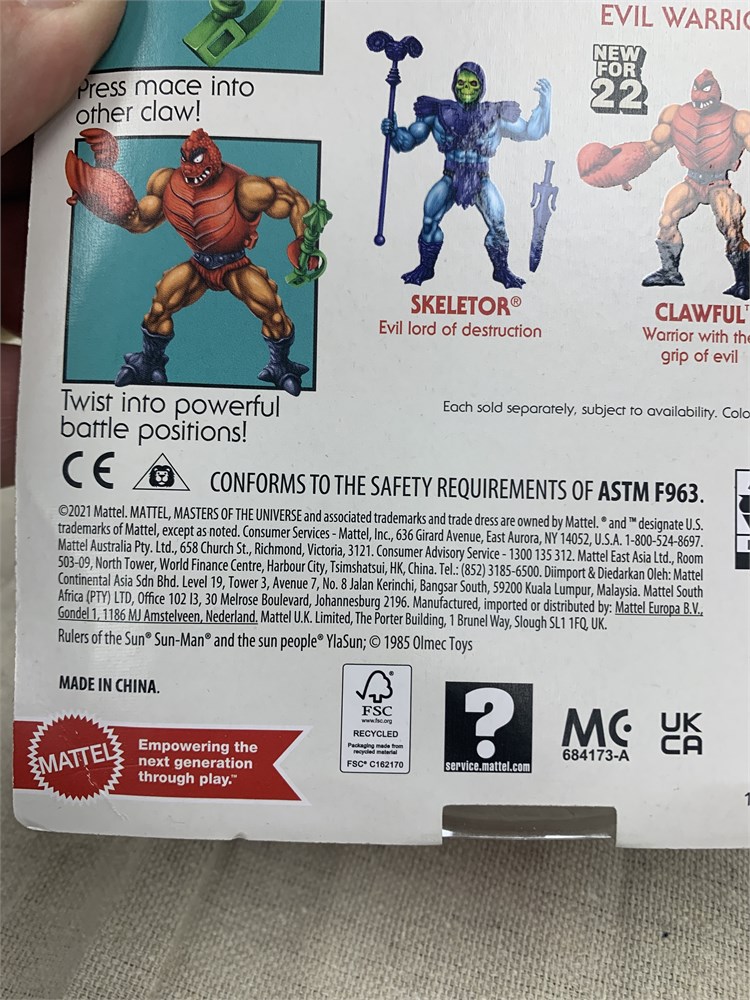 Press mace into
other claw!
EVIL WARRIO
NEW
FOR
22
SKELETOR®
Evil lord of destruction
CLAWFUL
Warrior with the
grip of evil
Twist into powerful
battle positions!
Each sold separately, subject to availability. Colo
CE
CONFORMS TO THE SAFETY REQUIREMENTS OF ASTM F963.
©2021 Mattel. MATTEL, MASTERS OF THE UNIVERSE and associated trademarks and trade dress are owned by Mattel. ® and ™ designate U.S.
trademarks of Mattel, except as noted. Consumer Services - Mattel, Inc., 636 Girard Avenue, East Aurora, NY 14052, U.S.A. 1-800-524-8697.
Mattel Australia Pty. Ltd., 658 Church St., Richmond, Victoria, 3121. Consumer Advisory Service - 1300 135 312. Mattel East Asia Ltd., Room
503-09, North Tower, World Finance Centre, Harbour City, Tsimshatsui, HK, China. Tel.: (852) 3185-6500. Diimport & Diedarkan Oleh: Mattel
Continental Asia Sdn Bhd. Level 19, Tower 3, Avenue 7, No. 8 Jalan Kerinchi, Bangsar South, 59200 Kuala Lumpur, Malaysia. Mattel South
Africa (PTY) LTD, Office 102 I3, 30 Melrose Boulevard, Johannesburg 2196. Manufactured, imported or distributed by: Mattel Europa B.V.,
Gondel 1, 1186 MJ Amstelveen, Nederland. Mattel U.K. Limited, The Porter Building, 1 Brunel Way, Slough SL1 1FQ, UK.
Rulers of the Sun® Sun-Man® and the sun people® YlaSun; © 1985 Olmec Toys
MADE IN CHINA.
MATTEL
Empowering the
next generation
through play.™
FSC
www.fsc.org
RECYCLED
Packaging made from
recycled material
FSC® C162170
?
service.mattel.com
MC
684173-A
UK
CA